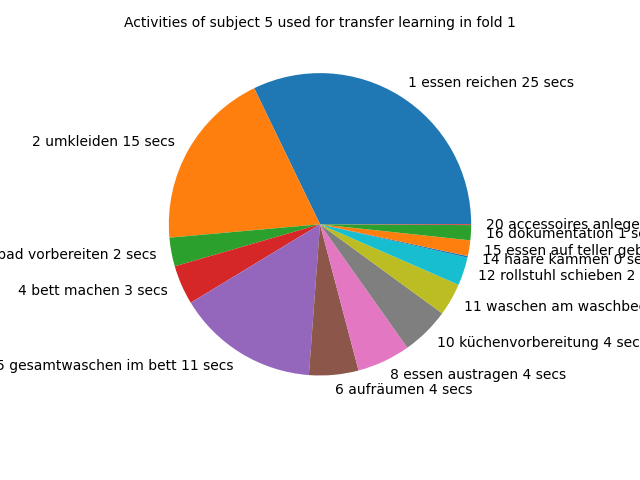 Activities of subject 5 used for transfer learning in fold 1
1 essen reichen 25 secs
2 umkleiden 15 secs
bad vorbereiten 2 secs
4 bett machen 3 secs
5 gesamtwaschen im bett 11 secs
6 aufräumen 4 secs
8 essen austragen 4 secs
10 küchenvorbereitung 4 sec
11 waschen am waschbe
12 rollstuhl schieben 2
14 haare kämmen 0 se
15 essen auf teller geb
16 dokumentation 1 se
20 accessoires anlege